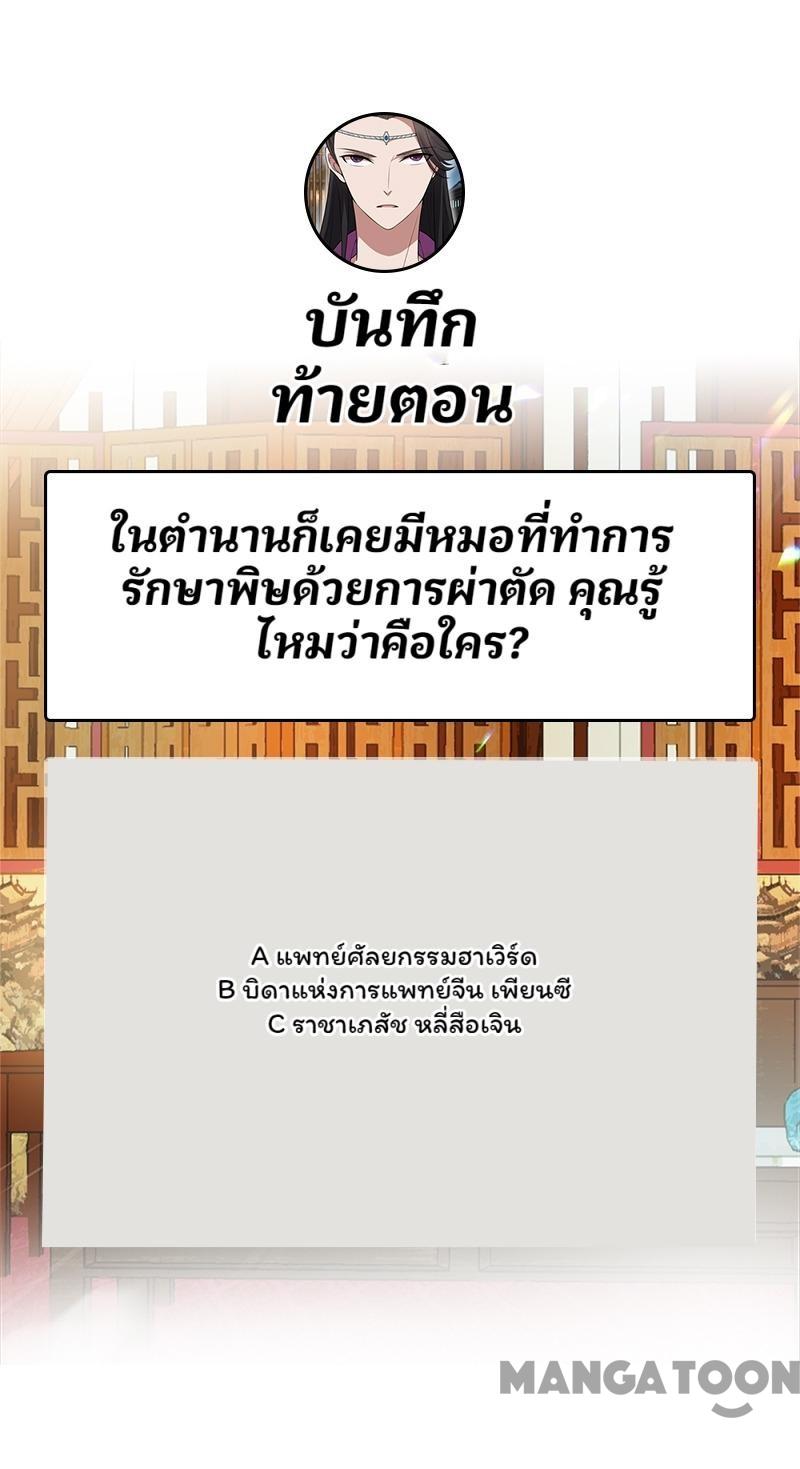 บันทึก
ท้ายตอน
ในตำนานก็เคยมีหมอที่ทำการ
รักษาพิษด้วยการผ่าตัด คุณรู้
ไหมว่าคือใคร?
A แพทย์ศัลยกรรมฮาเวิร์ด
B บิดาแห่งการแพทย์จีน เพียนซี
C ราชาเภสัช หลี่สือเจิน
MANGATOON